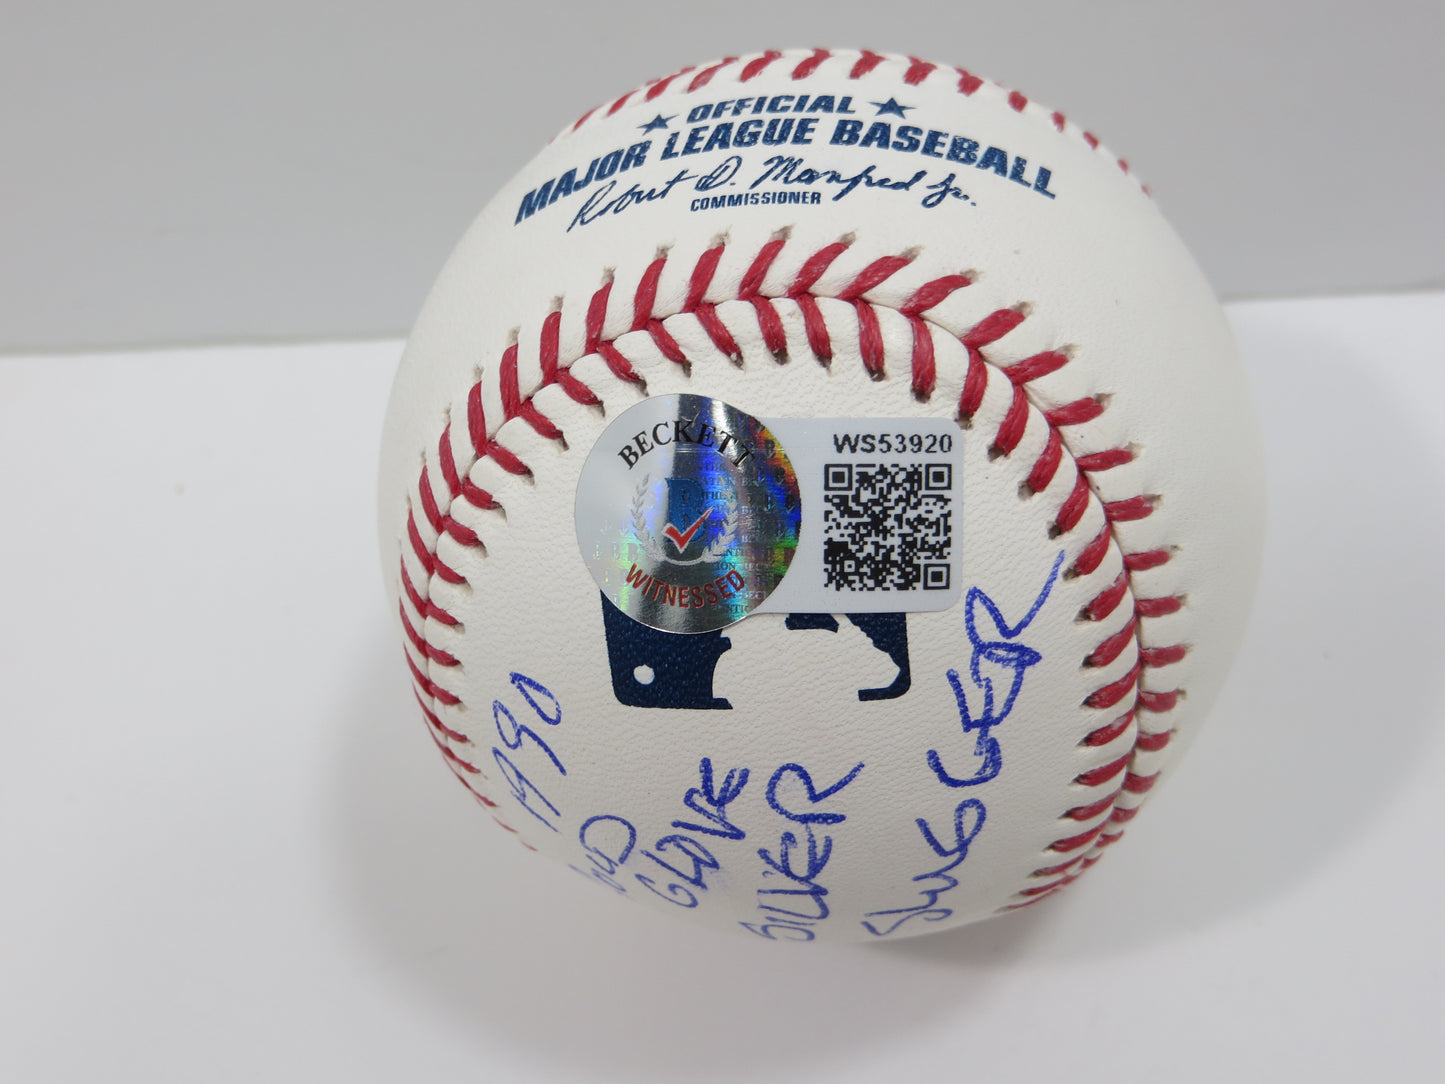 ★ OFFICIAL ★
MAJOR LEAGUE BASEBALL
Robert D. Manfred Jr.
COMMISSIONER
BECKETT
WITNESSED
WS53920
1990
GLOVE
SILVER
SLUGGER